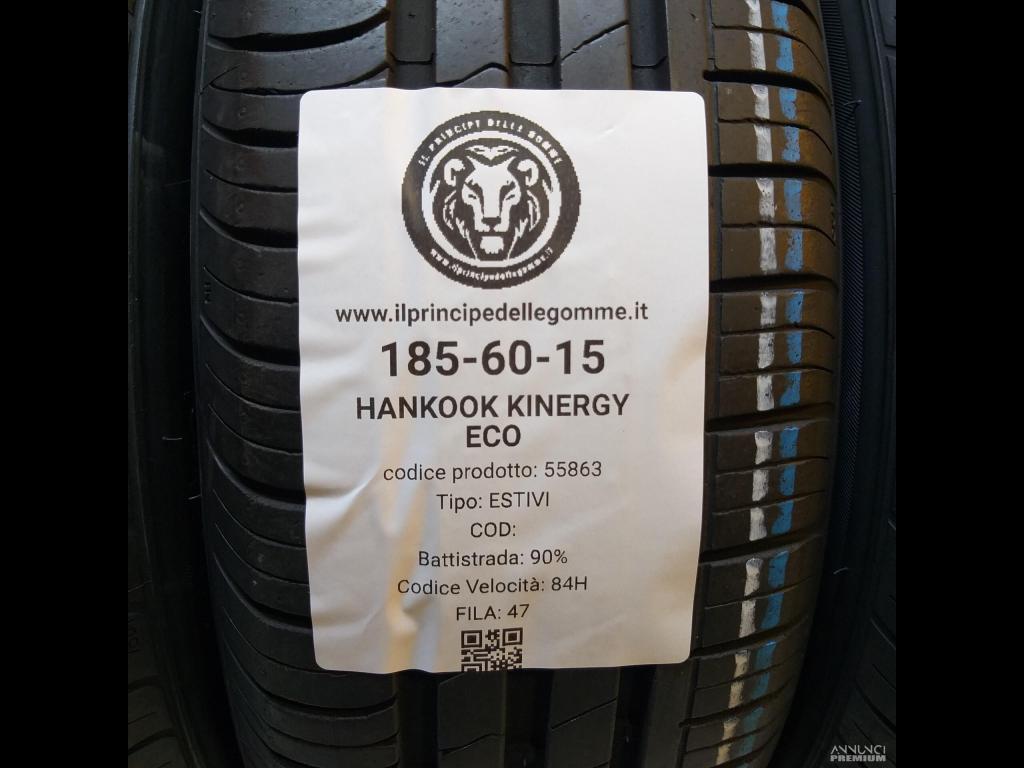 IL PRINCIPE DELLE GOMME
www.ilprincipedellegomme.it
www.ilprincipedellegomme.it
185-60-15
HANKOOK KINERGY
ECO
codice prodotto: 55863
Tipo: ESTIVI
COD:
Battistrada: 90%
Codice Velocità: 84H
FILA: 47
ANNUNCI
PREMIUM